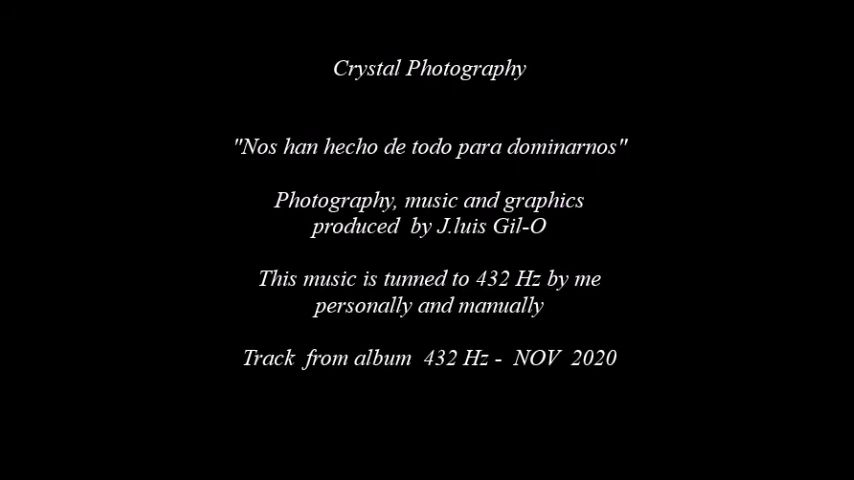 Crystal Photography
"Nos han hecho de todo para dominarnos"
Photography, music and graphics
produced by J.luis Gil-O
This music is tunned to 432 Hz by me
personally and manually
Track from album 432 Hz - NOV 2020